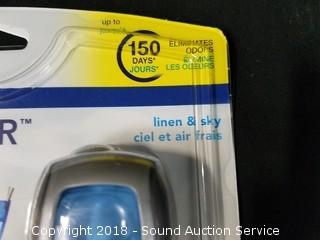 up to
jusqu'à
150
DAYS*
JOURS*
ELIMINATES
ODORS
ÉLIMINE
LES ODEURS
R™
linen & sky
ciel et air frais
Copyright 2018 - Sound Auction Service